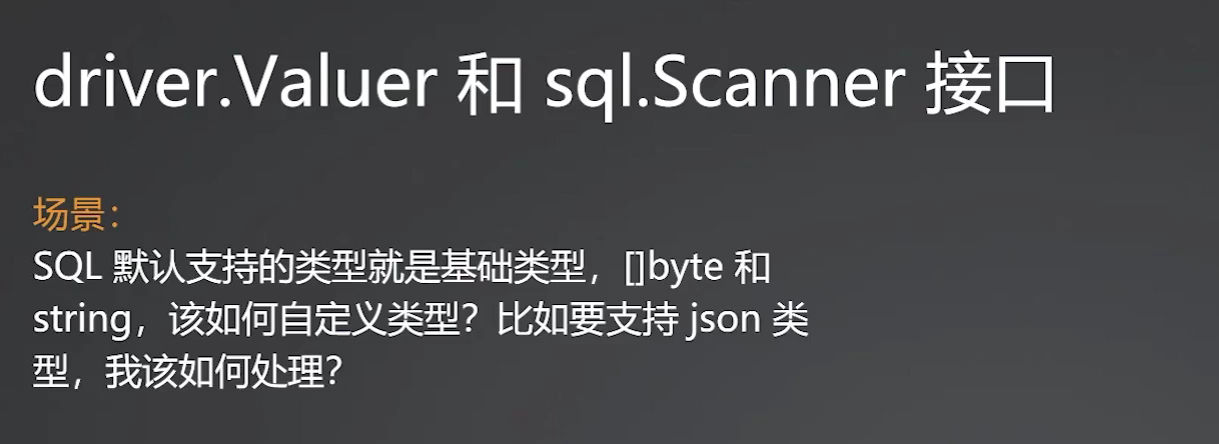 driver.Valuer 和 sql.Scanner 接口
场景：
SQL 默认支持的类型就是基础类型，[]byte 和
string，该如何自定义类型？比如要支持 json 类
型，我该如何处理？